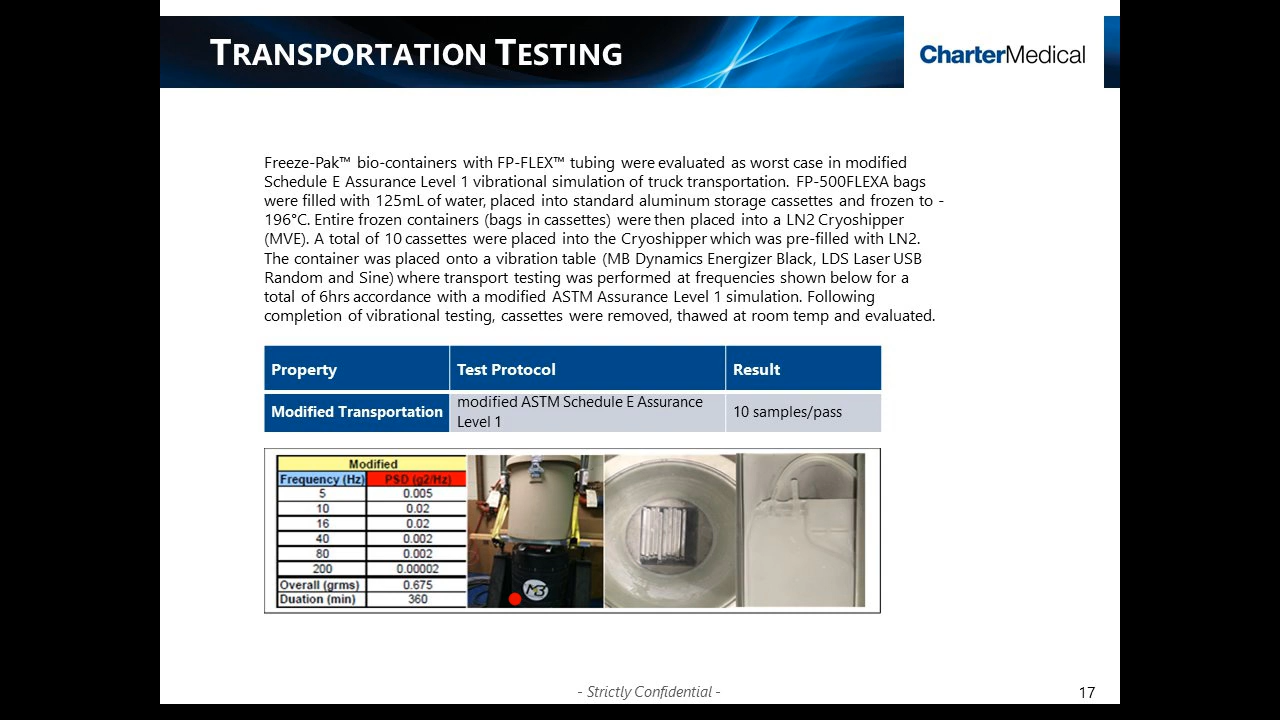 TRANSPORTATION TESTING
CharterMedical
Freeze-Pak™ bio-containers with FP-FLEX™ tubing were evaluated as worst case in modified
Schedule E Assurance Level 1 vibrational simulation of truck transportation. FP-500FLEXA bags
were filled with 125mL of water, placed into standard aluminum storage cassettes and frozen to -
196°C. Entire frozen containers (bags in cassettes) were then placed into a LN2 Cryoshipper
(MVE). A total of 10 cassettes were placed into the Cryoshipper which was pre-filled with LN2.
The container was placed onto a vibration table (MB Dynamics Energizer Black, LDS Laser USB
Random and Sine) where transport testing was performed at frequencies shown below for a
total of 6hrs accordance with a modified ASTM Assurance Level 1 simulation. Following
completion of vibrational testing, cassettes were removed, thawed at room temp and evaluated.
Property Test Protocol Result
Modified Transportation modified ASTM Schedule E Assurance Level 1 10 samples/pass
Modified
Frequency (Hz) PSD (g2/Hz)
5 0.005
10 0.02
16 0.02
40 0.002
80 0.002
200 0.00002
Overall (grms) 0.675
Duation (min) 360
MB
- Strictly Confidential -
17